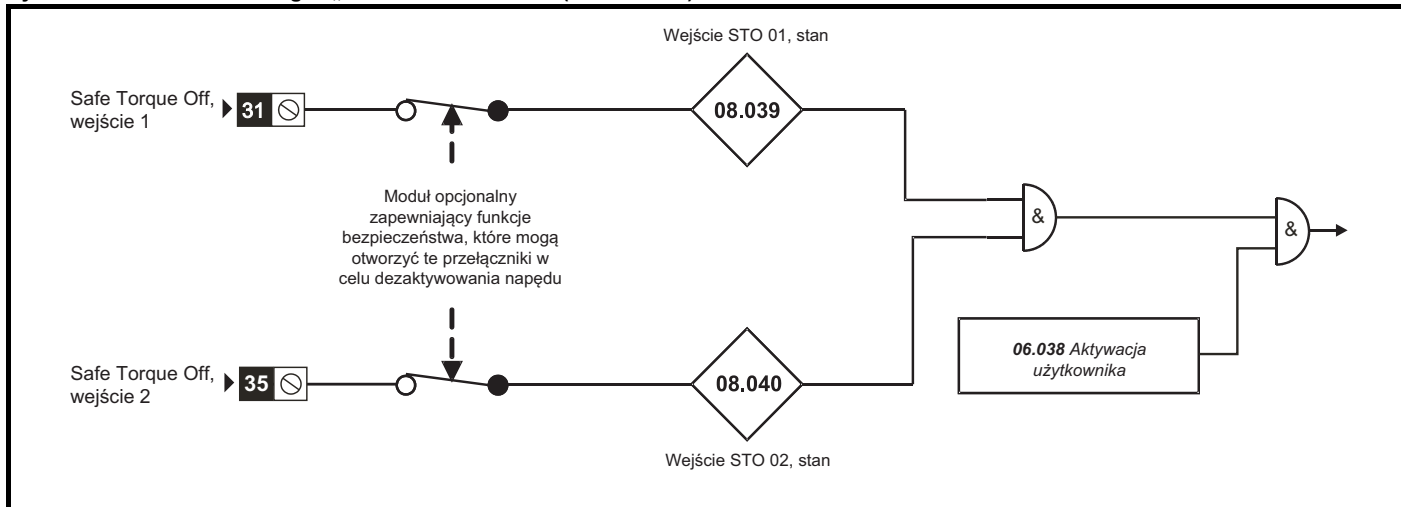 Wejście STO 01, stan
Safe Torque Off,
wejście 1
31
08.039
Moduł opcjonalny
zapewniający funkcje
bezpieczeństwa, które mogą
otworzyć te przełączniki w
celu dezaktywowania napędu
&
&
06.038 Aktywacja
użytkownika
Safe Torque Off,
wejście 2
35
08.040
Wejście STO 02, stan